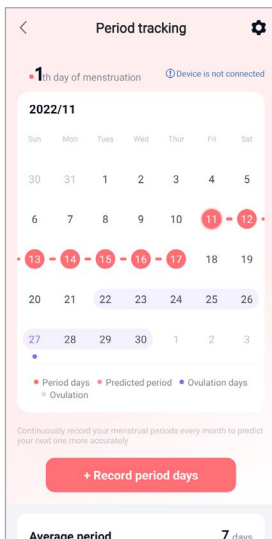 Period tracking
1th day of menstruation
Device is not connected
2022/11
Sun Mon Tues Wed Thur Fri Sat
30 31 1 2 3 4 5
6 7 8 9 10 11 12
13 14 15 16 17 18 19
20 21 22 23 24 25 26
27 28 29 30 1 2 3
Period days Predicted period Ovulation days
Ovulation
Continuously record your menstrual periods every month to predict
your next one more accurately
+ Record period days
Average period 7 days